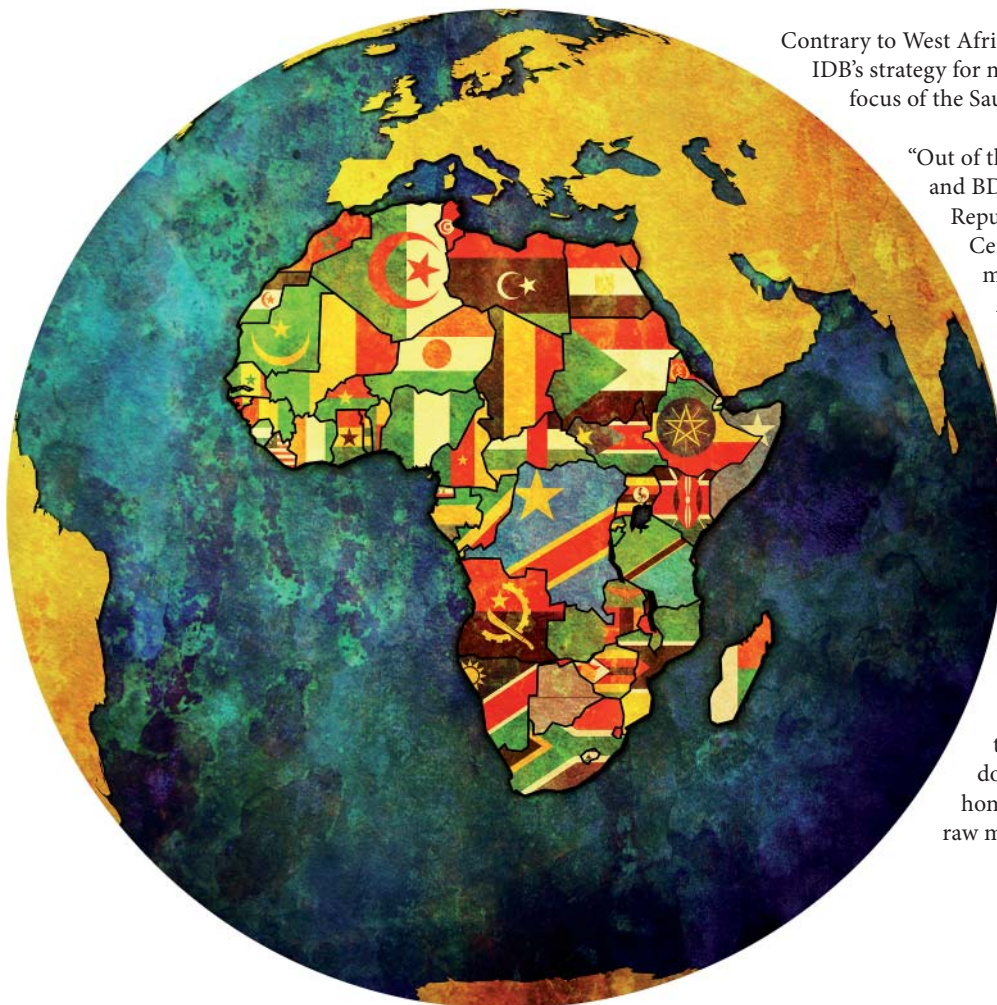 Contrary to West Afri
IDB’s strategy for n
focus of the Sau
“Out of th
and BD
Repu
Ce
m
t
do
hom
raw m